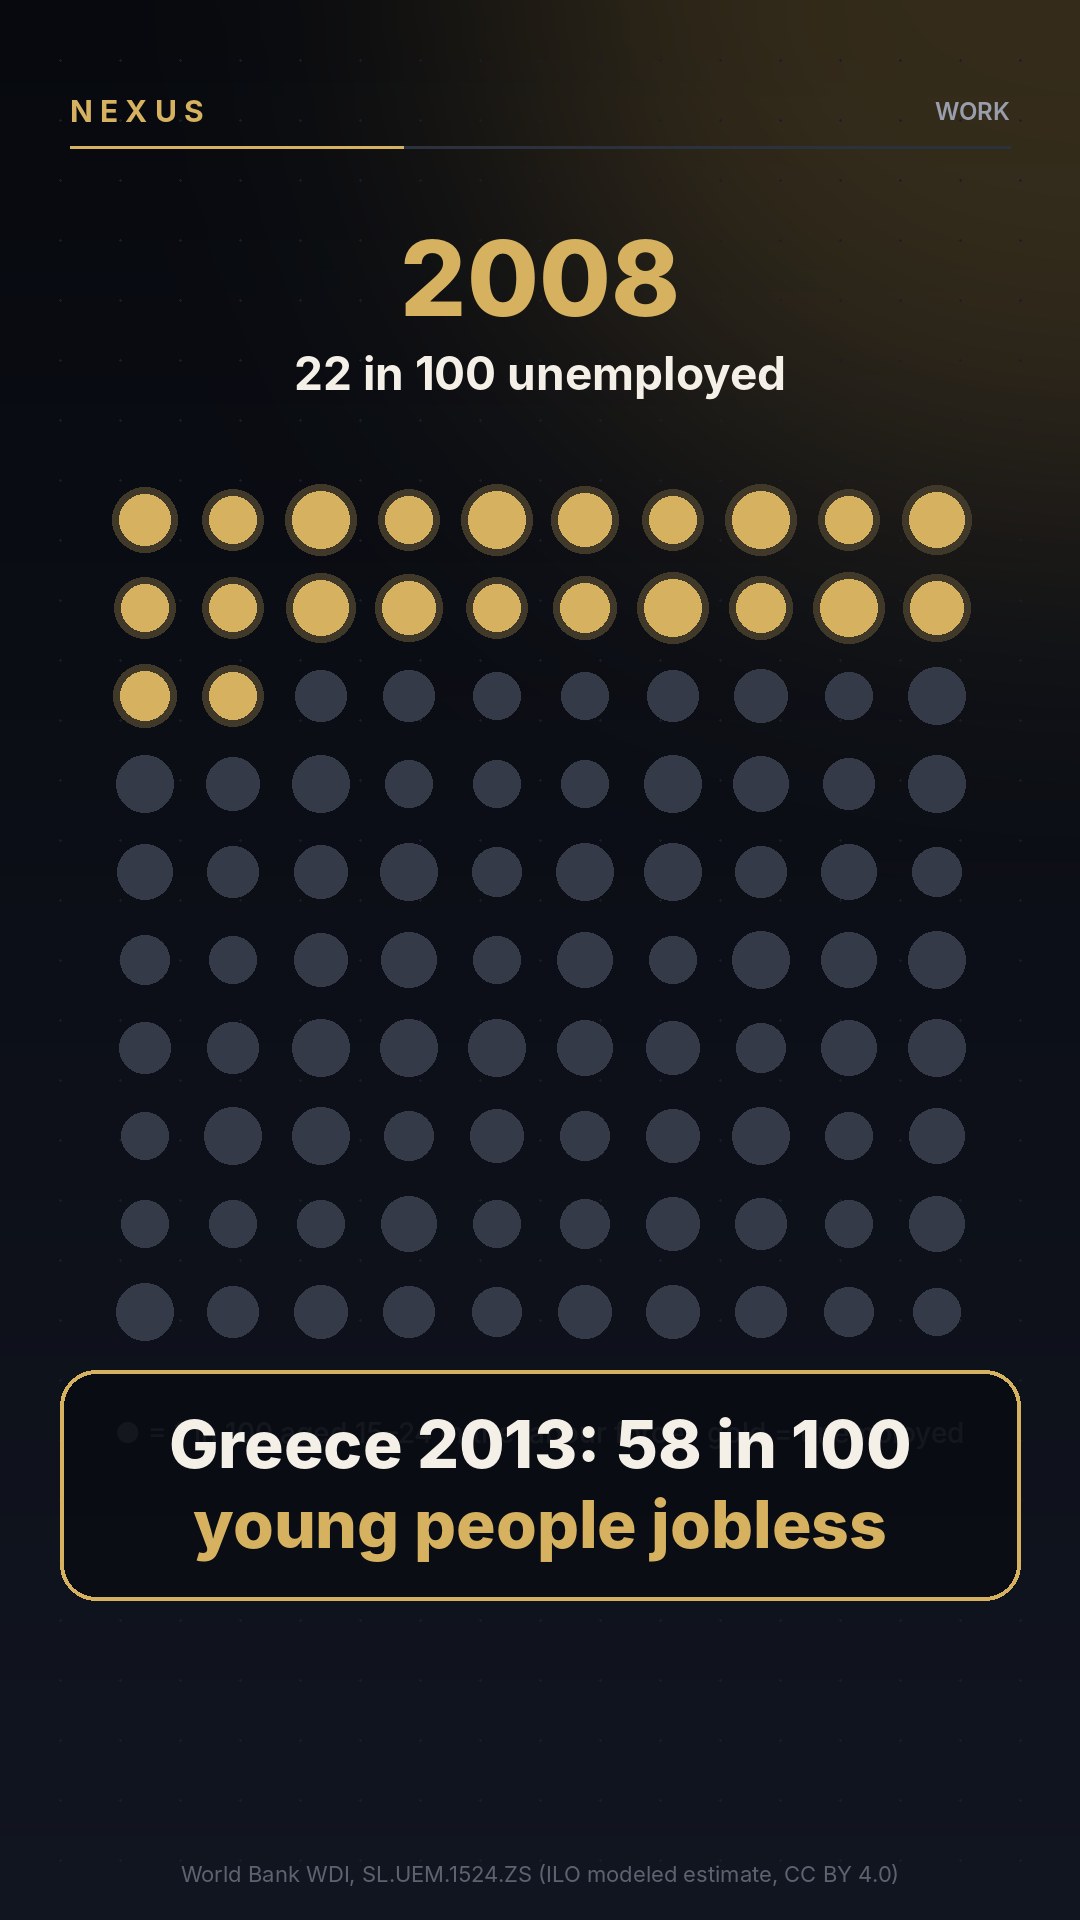 NEXUS
WORK
2008
22 in 100 unemployed
Greece 2013: 58 in 100
young people jobless
World Bank WDI, SL.UEM.1524.ZS (ILO modeled estimate, CC BY 4.0)